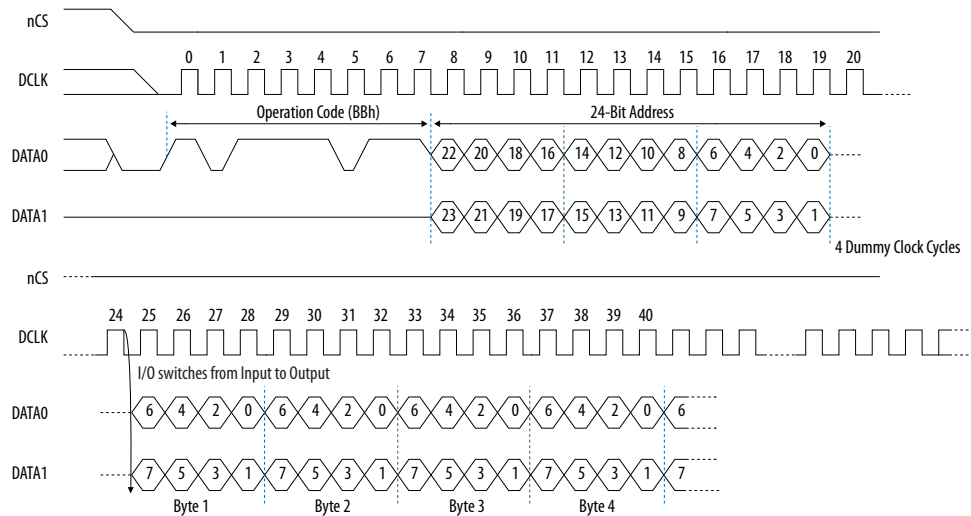 nCS
0 1 2 3 4 5 6 7 8 9 10 11 12 13 14 15 16 17 18 19 20
DCLK
Operation Code (BBh) 24-Bit Address
DATA0 22 20 18 16 14 12 10 8 6 4 2 0
DATA1 23 21 19 17 15 13 11 9 7 5 3 1
4 Dummy Clock Cycles
nCS
24 25 26 27 28 29 30 31 32 33 34 35 36 37 38 39 40
DCLK
I/O switches from Input to Output
DATA0 6 4 2 0 6 4 2 0 6 4 2 0 6 4 2 0 6
DATA1 7 5 3 1 7 5 3 1 7 5 3 1 7 5 3 1 7
Byte 1 Byte 2 Byte 3 Byte 4